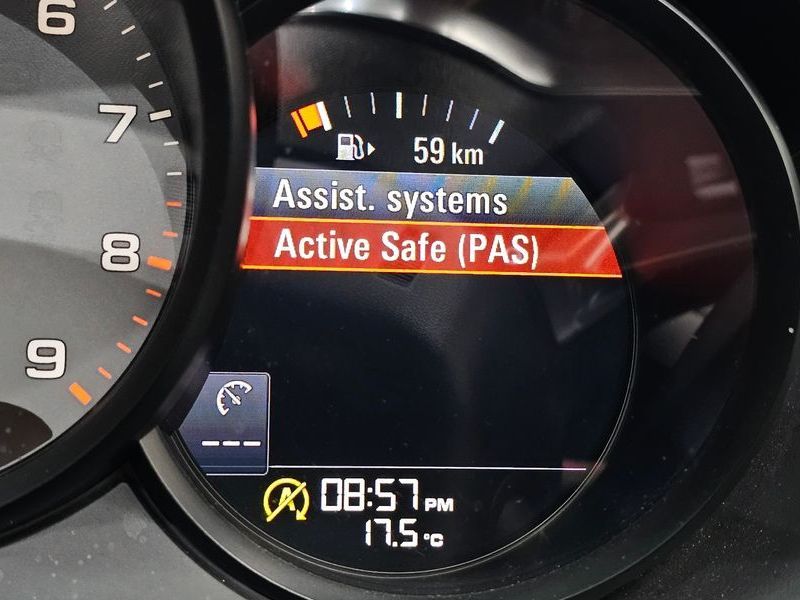 6
7
8
9
59 km
Assist. systems
Active Safe (PAS)
---
A
08:57 PM
17.5 °C